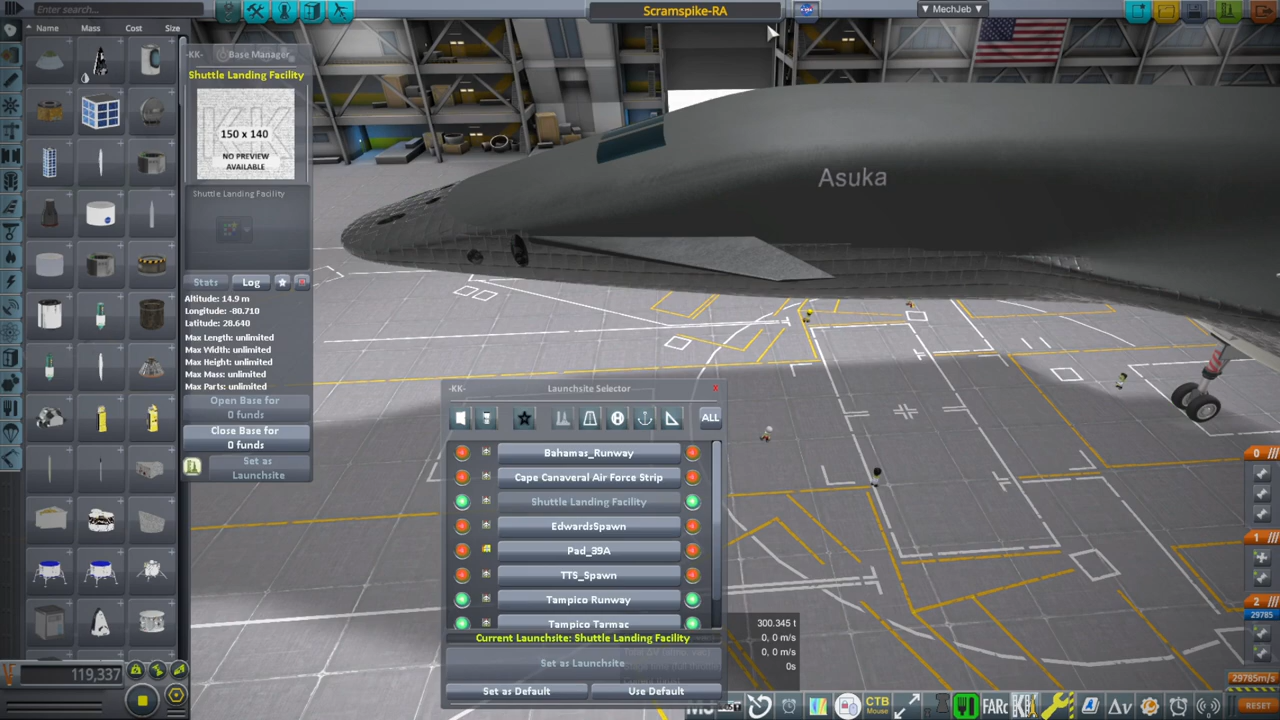 Enter search...
Scramspike-RA
▼ MechJeb ▼
Name Mass Cost Size
-KK- Base Manager
Shuttle Landing Facility
150 x 140
NO PREVIEW
AVAILABLE
Shuttle Landing Facility
Stats Log
Altitude: 14.9 m
Longitude: -80.710
Latitude: 28.640
Max Length: unlimited
Max Width: unlimited
Max Height: unlimited
Max Mass: unlimited
Max Parts: unlimited
Open Base for
0 funds
Close Base for
0 funds
Set as
Launchsite
Asuka
-KK- Launchsite Selector x
ALL
Bahamas_Runway
Cape Canaveral Air Force Strip
Shuttle Landing Facility
EdwardsSpawn
Pad_39A
TTS_Spawn
Tampico Runway
Tampico Tarmac
Current Launchsite: Shuttle Landing Facility
Set as Launchsite
Set as Default Use Default
300.345 t
0, 0 m/s
0, 0 m/s
0s
0
1
2
29785
29785m/s
RESET
119,337
CTB
Mouse
FARc
Δv